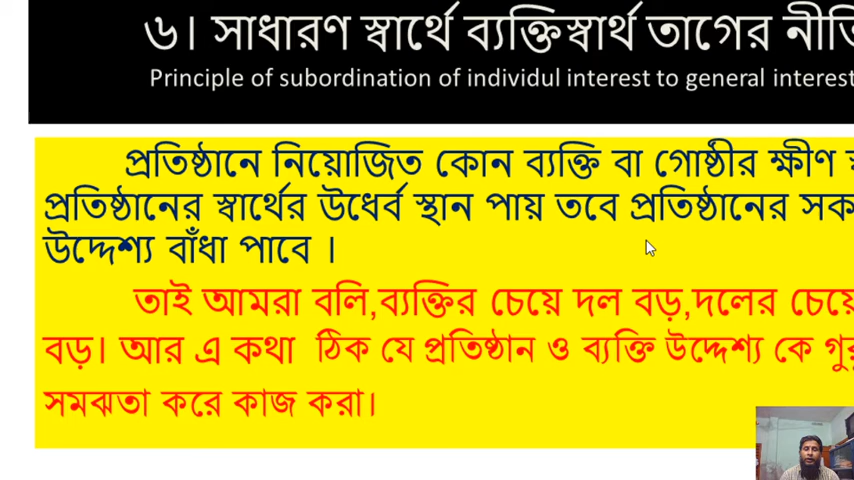 ৬। সাধারণ স্বার্থে ব্যক্তিস্বার্থ তাগের
Principle of subordination of individul interest to general interest
প্রতিষ্ঠানে নিয়োজিত কোন ব্যক্তি বা গোষ্ঠীর ক্ষীণ
প্রতিষ্ঠানের স্বার্থের উর্ধের্ব স্থান পায় তবে প্রতিষ্ঠানের
উদ্দেশ্য বাঁধা পাবে ।
তাই আমরা বলি,ব্যক্তির চেয়ে দল বড়,দলের চেয়ে
বড়। আর এ কথা ঠিক যে প্রতিষ্ঠান ও ব্যক্তি উদ্দেশ্য কে
সমঝতা করে কাজ করা।